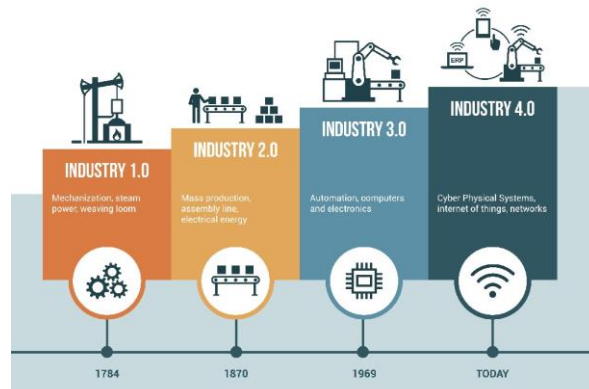 ERP
INDUSTRY 1.0
Mechanization, steam
power, weaving loom
INDUSTRY 2.0
Mass production,
assembly line,
electrical energy
INDUSTRY 3.0
Automation, computers
and electronics
INDUSTRY 4.0
Cyber Physical Systems,
internet of things, networks
1784
1870
1969
TODAY